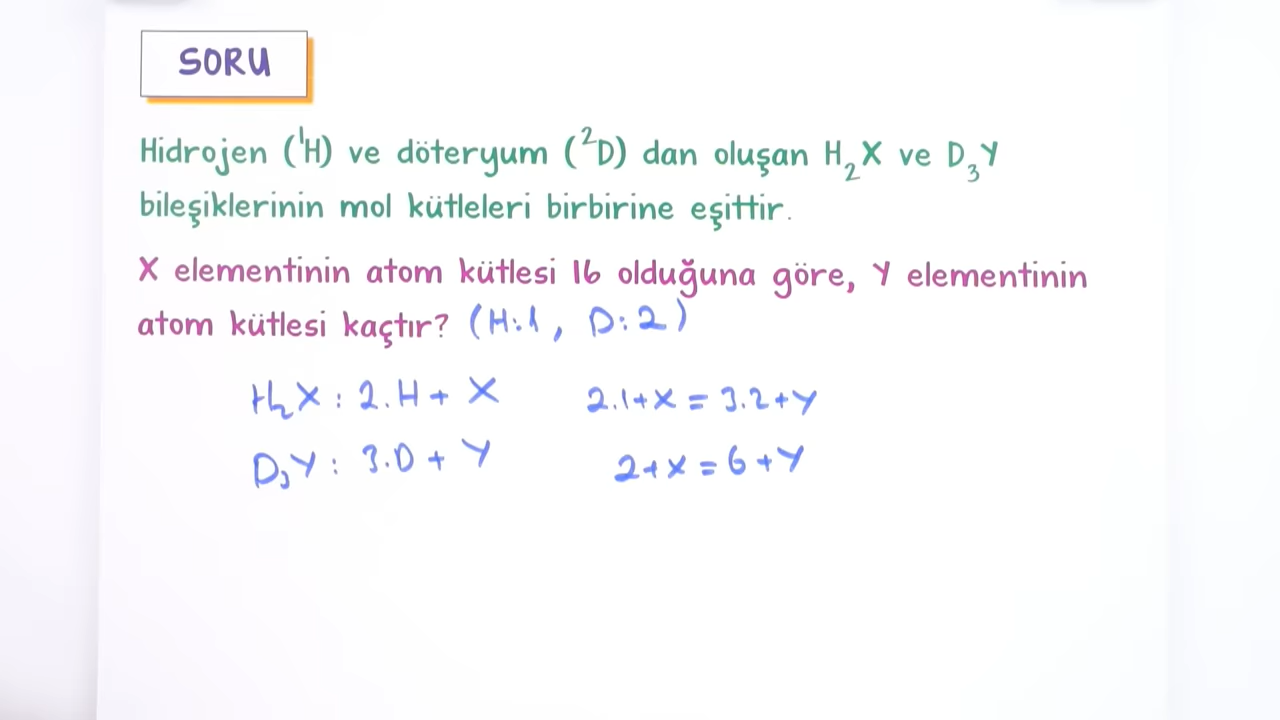 SORU
Hidrojen (¹H) ve döteryum (²D) dan oluşan H₂X ve D₃Y
bileşiklerinin mol kütleleri birbirine eşittir.
X elementinin atom kütlesi 16 olduğuna göre, Y elementinin
atom kütlesi kaçtır? (H:1, D:2)
H₂X : 2.H + X 2.1+X = 3.2+Y
D₃Y : 3.D + Y 2+X = 6+Y